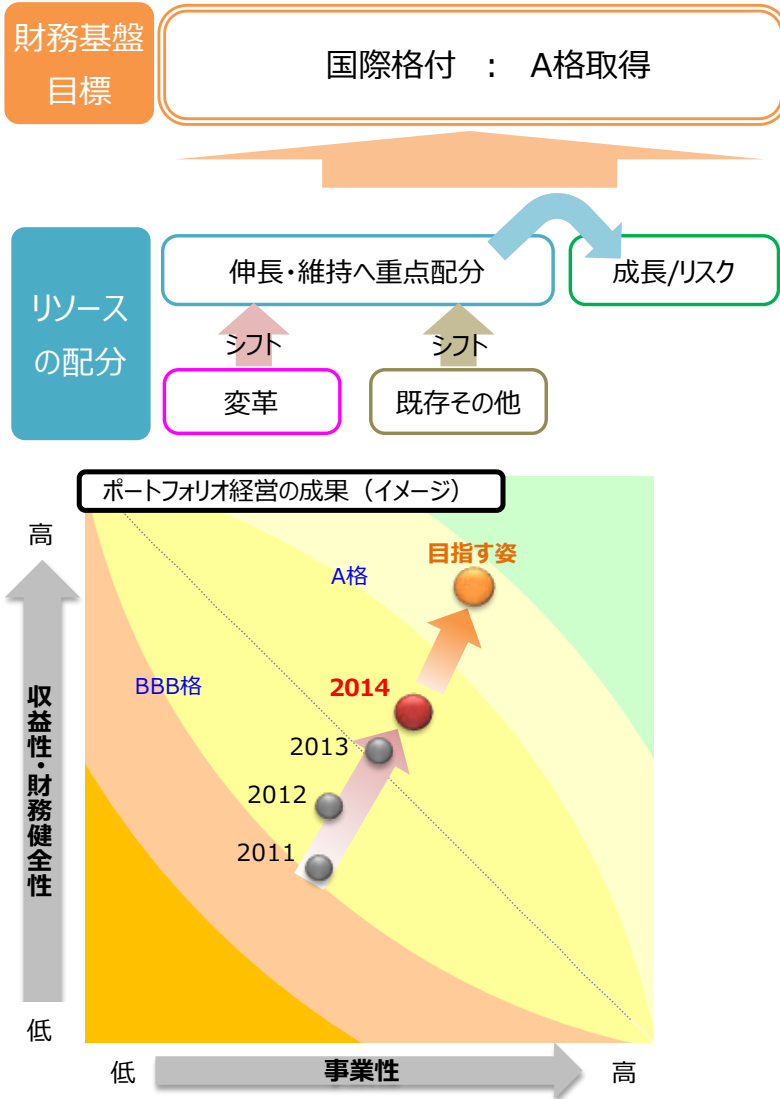 財務基盤
目標
国際格付 : A格取得
リソース
の配分
伸長・維持へ重点配分
成長/リスク
シフト
シフト
変革
既存その他
ポートフォリオ経営の成果（イメージ）
高
収益性・財務健全性
低
A格
目指す姿
BBB格
2014
2013
2012
2011
低
事業性
高